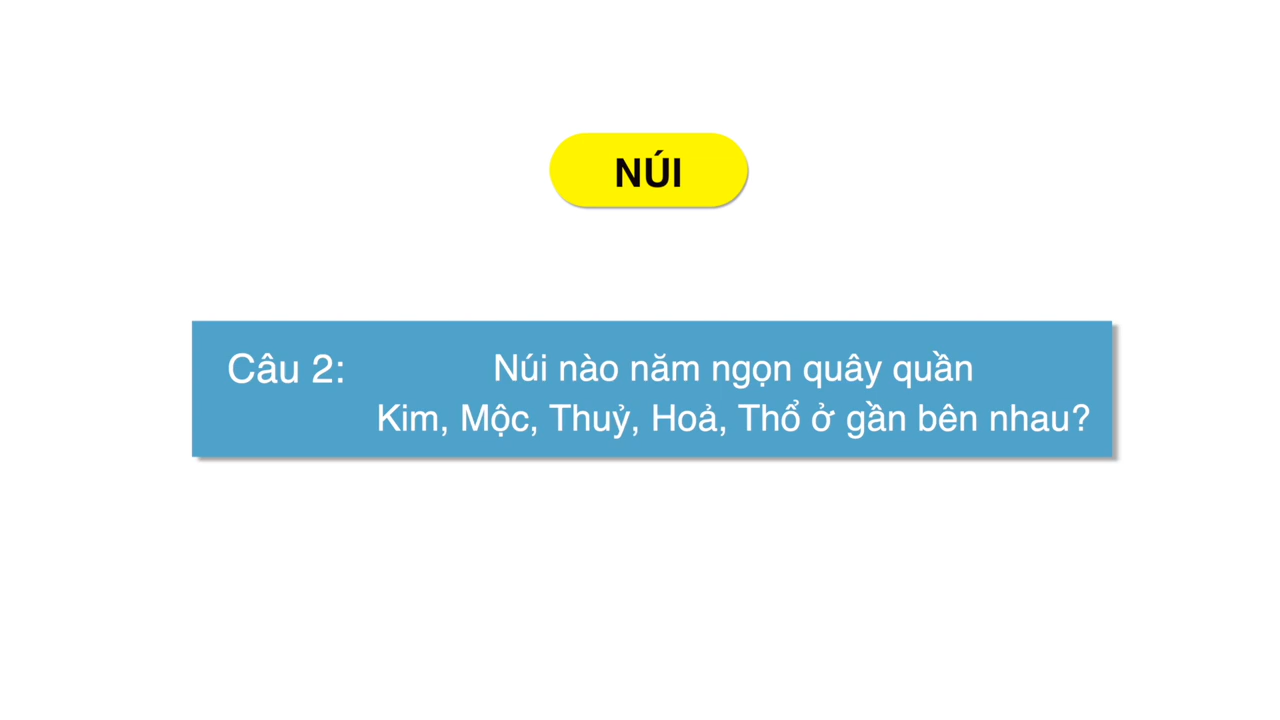 NÚI
Câu 2: Núi nào năm ngọn quây quần
Kim, Mộc, Thuỷ, Hoả, Thổ ở gần bên nhau?